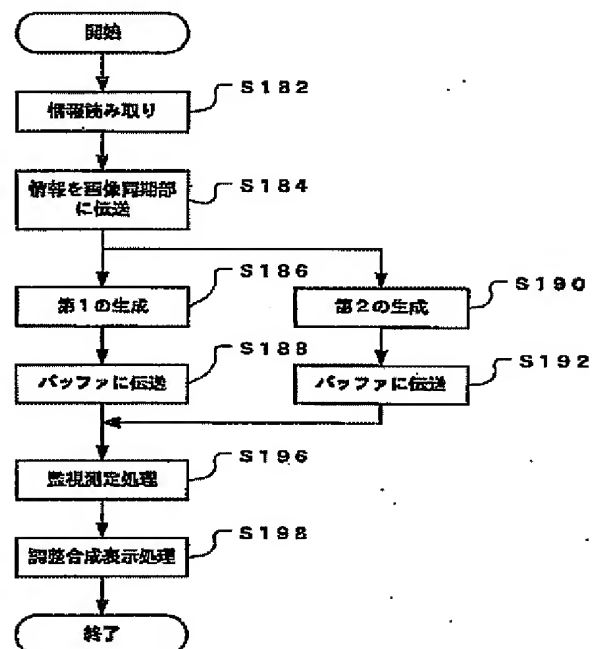 開始
S182
情報読み取り
S184
情報を画像同期部
に伝送
S186
第1の生成
S190
第2の生成
S188
バッファに伝送
S192
バッファに伝送
S196
監視測定処理
S198
調整合成表示処理
終了